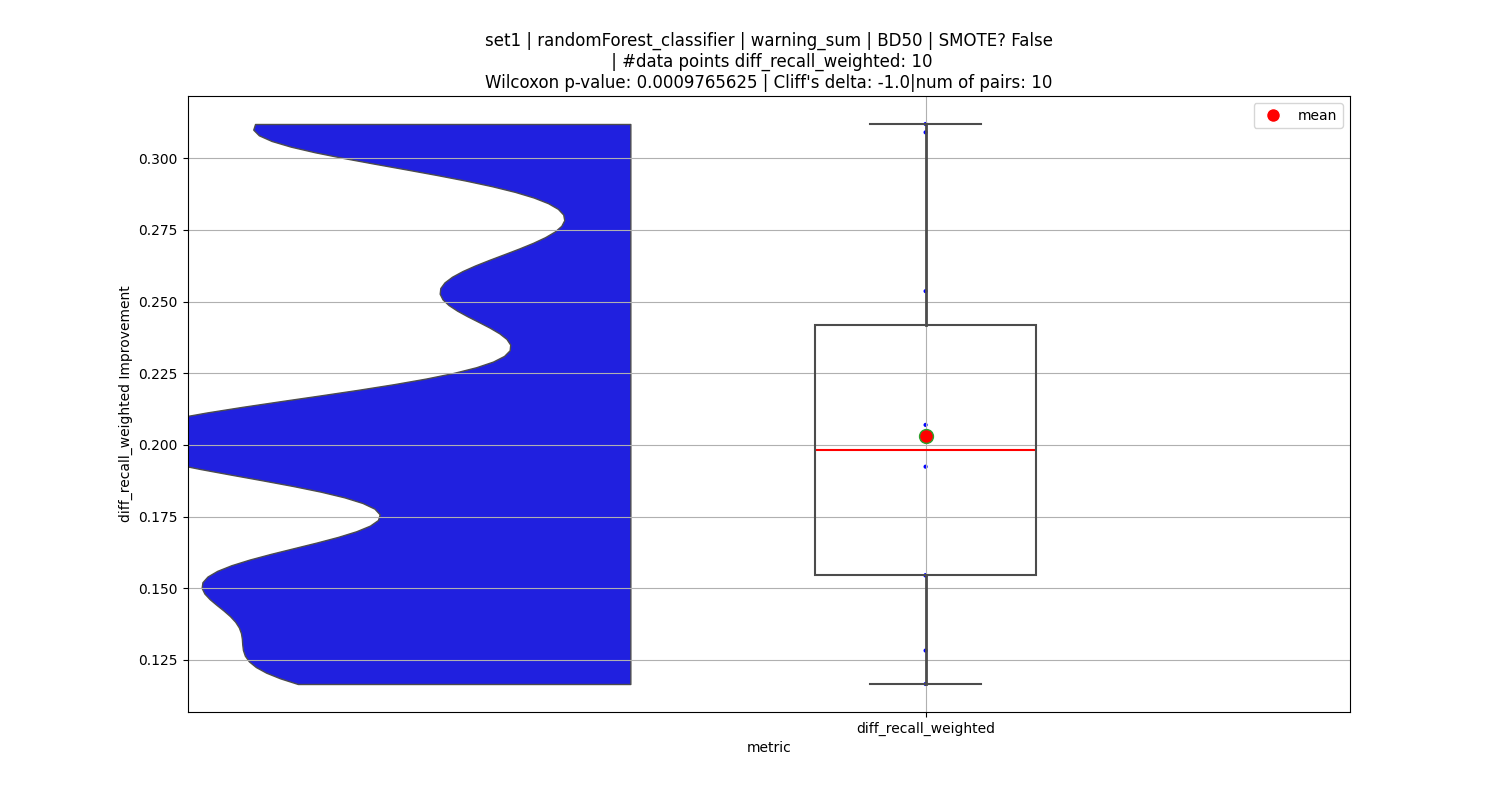 set1 | randomForest_classifier | warning_sum | BD50 | SMOTE? False
| #data points diff_recall_weighted: 10
Wilcoxon p-value: 0.0009765625 | Cliff's delta: -1.0|num of pairs: 10
mean
0.300
0.275
0.250
0.225
0.200
0.175
0.150
0.125
diff_recall_weighted Improvement
diff_recall_weighted
metric